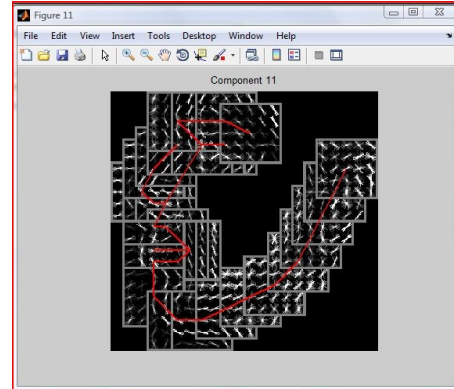 Figure 11
File Edit View Insert Tools Desktop Window Help
Component 11